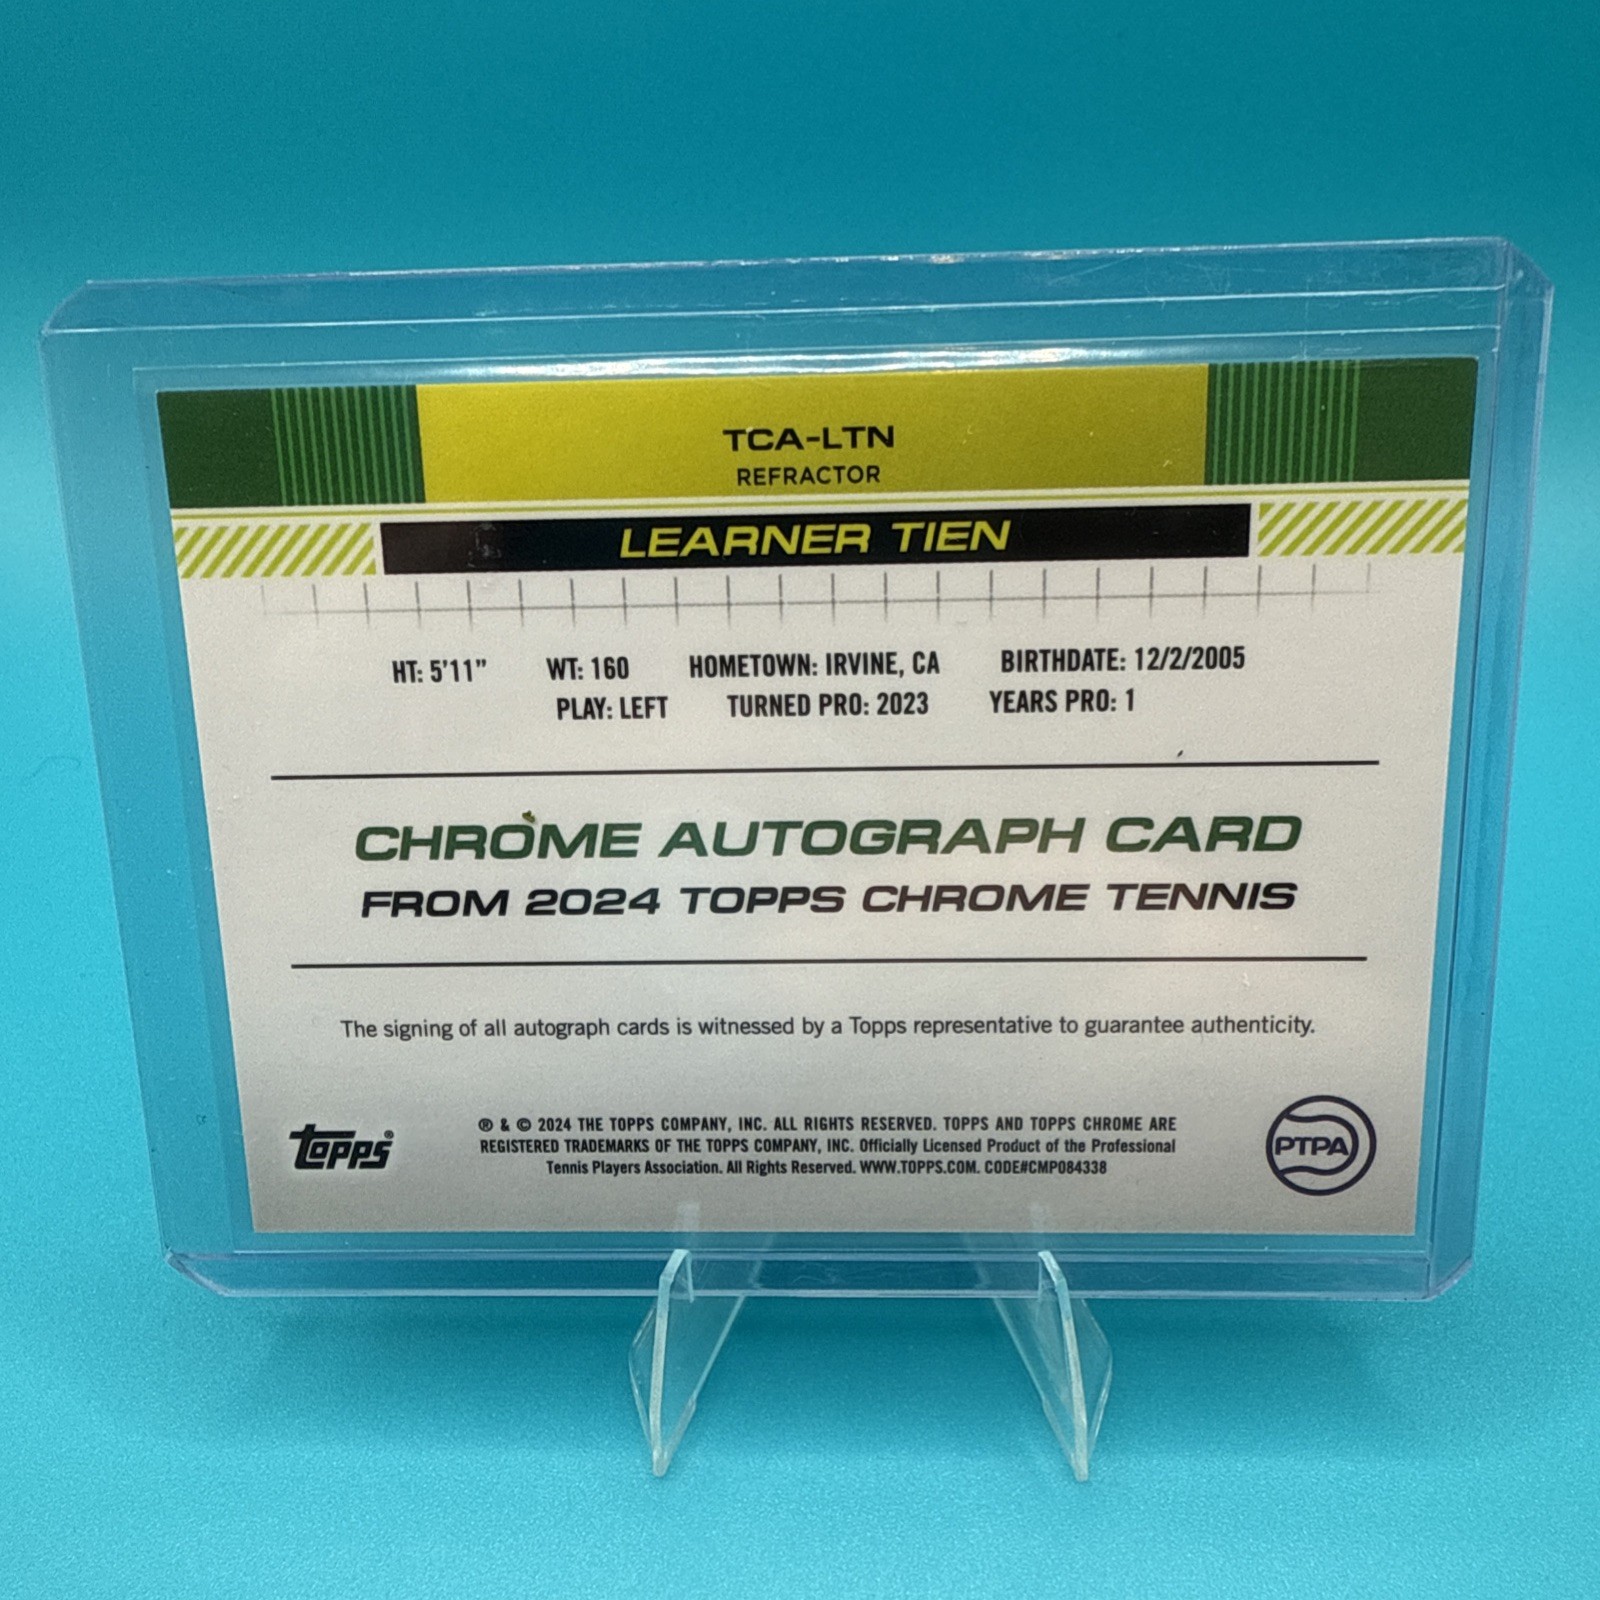 TCA-LTN
REFRACTOR
LEARNER TIEN
HT: 5'11" WT: 160 HOMETOWN: IRVINE, CA BIRTHDATE: 12/2/2005
PLAY: LEFT TURNED PRO: 2023 YEARS PRO: 1
CHROME AUTOGRAPH CARD
FROM 2024 TOPPS CHROME TENNIS
The signing of all autograph cards is witnessed by a Topps representative to guarantee authenticity.
topps®
® & © 2024 THE TOPPS COMPANY, INC. ALL RIGHTS RESERVED. TOPPS AND TOPPS CHROME ARE
REGISTERED TRADEMARKS OF THE TOPPS COMPANY, INC. Officially Licensed Product of the Professional
Tennis Players Association. All Rights Reserved. WWW.TOPPS.COM. CODE#CMP084338
PTPA